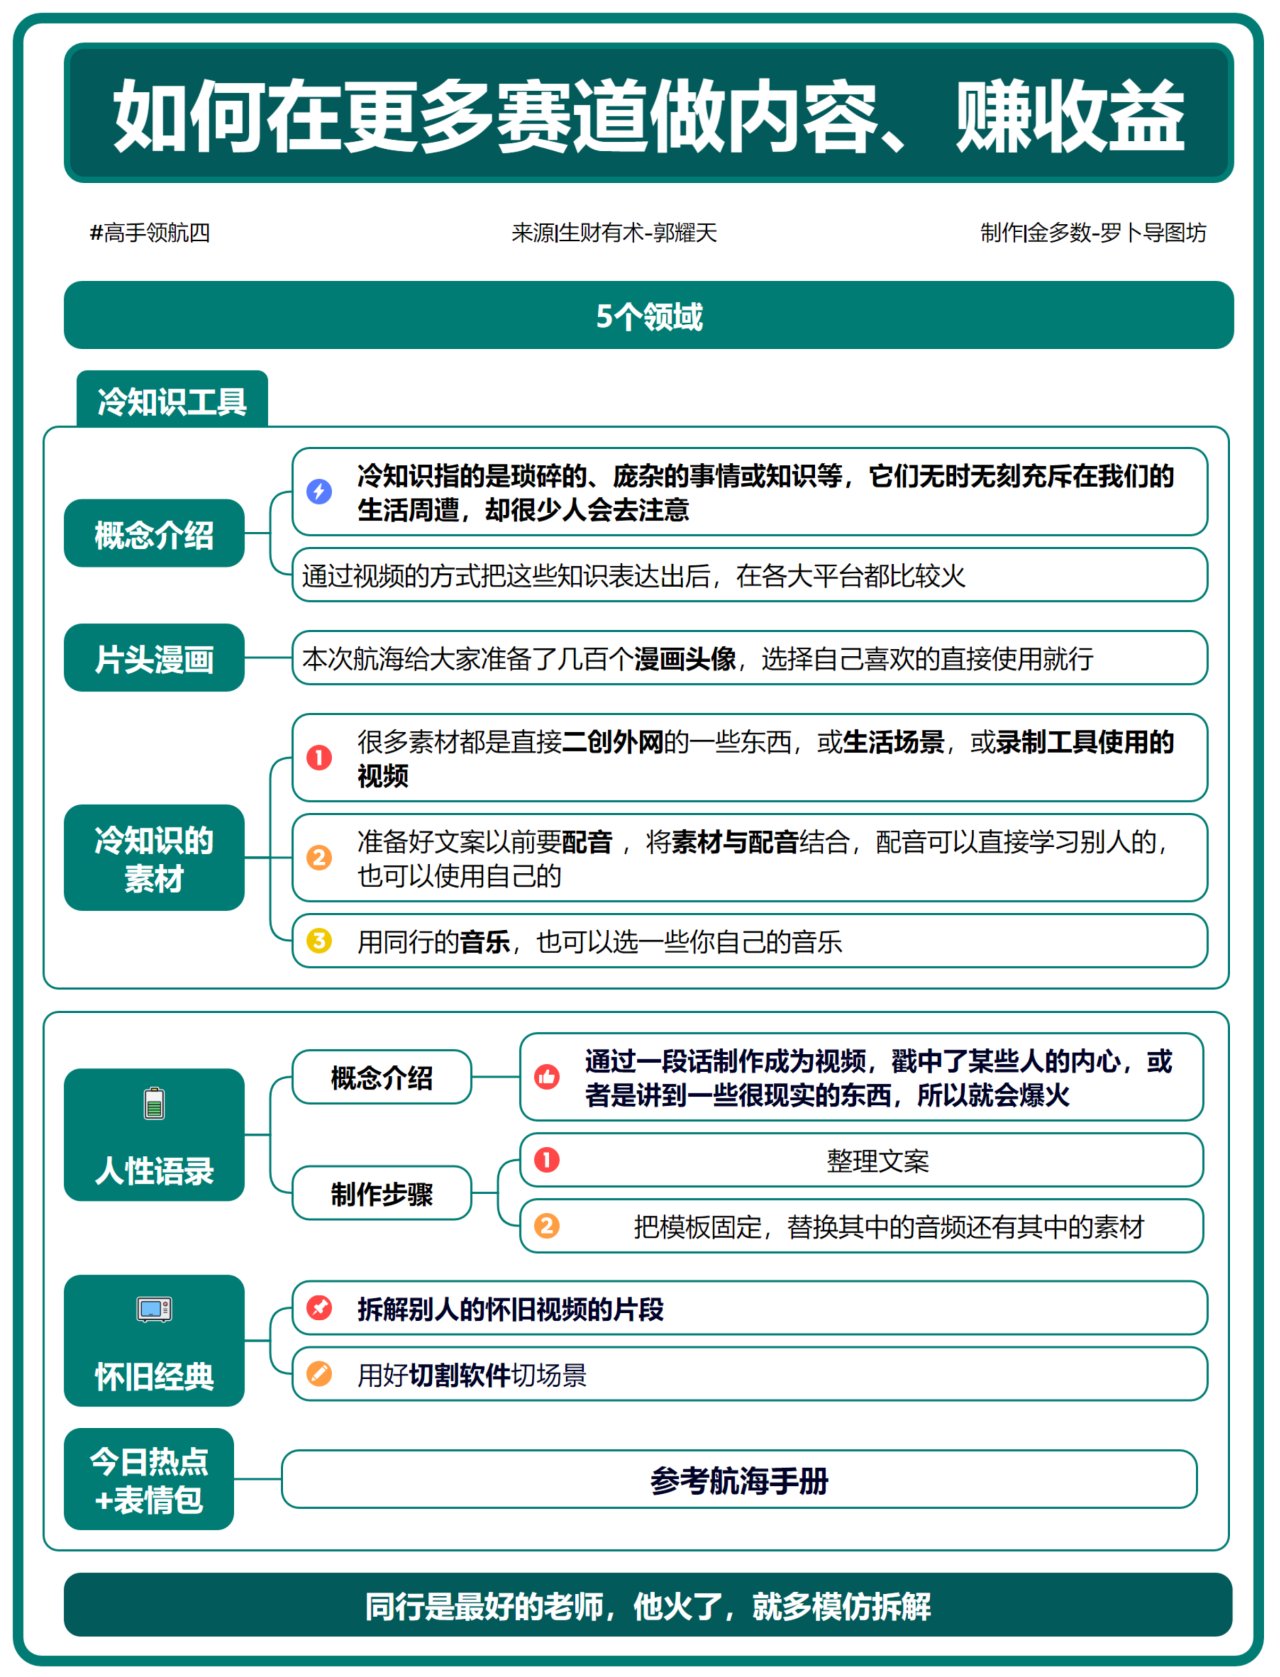 如何在更多赛道做内容、赚收益
#高手领航四
来源|生财有术-郭耀天
制作|金多数-罗卜导图坊
5个领域
冷知识工具
概念介绍
冷知识指的是琐碎的、庞杂的事情或知识等，它们无时无刻充斥在我们的
生活周遭，却很少人会去注意
通过视频的方式把这些知识表达出后，在各大平台都比较火
片头漫画
本次航海给大家准备了几百个漫画头像，选择自己喜欢的直接使用就行
冷知识的
素材
1
很多素材都是直接二创外网的一些东西，或生活场景，或录制工具使用的
视频
2
准备好文案以前要配音 ，将素材与配音结合，配音可以直接学习别人的，
也可以使用自己的
3
用同行的音乐，也可以选一些你自己的音乐
人性语录
概念介绍
通过一段话制作成为视频，戳中了某些人的内心，或
者是讲到一些很现实的东西，所以就会爆火
制作步骤
1
整理文案
2
把模板固定，替换其中的音频还有其中的素材
怀旧经典
拆解别人的怀旧视频的片段
用好切割软件切场景
今日热点
+表情包
参考航海手册
同行是最好的老师，他火了，就多模仿拆解